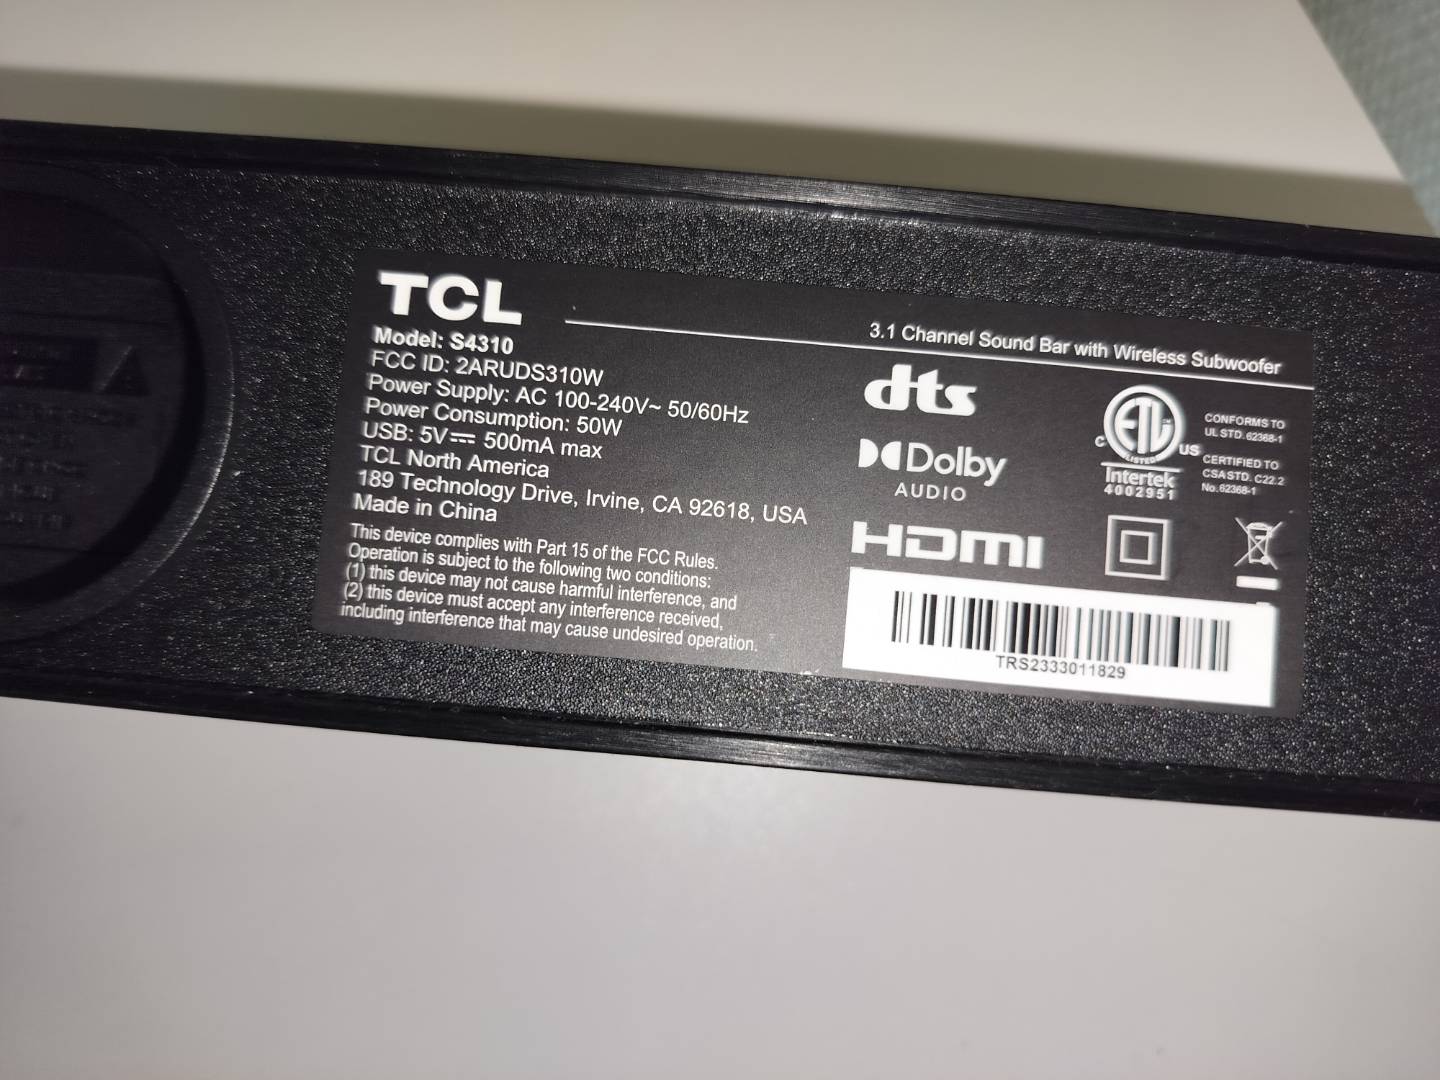 TCL
3.1 Channel Sound Bar with Wireless Subwoofer
Model: S4310
FCC ID: 2ARUDS310W
Power Supply: AC 100-240V~ 50/60Hz
Power Consumption: 50W
USB: 5V⎓ 500mA max
TCL North America
189 Technology Drive, Irvine, CA 92618, USA
Made in China
This device complies with Part 15 of the FCC Rules.
Operation is subject to the following two conditions:
(1) this device may not cause harmful interference, and
(2) this device must accept any interference received,
including interference that may cause undesired operation.
dts
Dolby
AUDIO
HDMI
C ETL US
LISTED
Intertek
4002951
CONFORMS TO
UL STD. 62368-1
CERTIFIED TO
CSA STD. C22.2
No. 62368-1
TRS2333011829